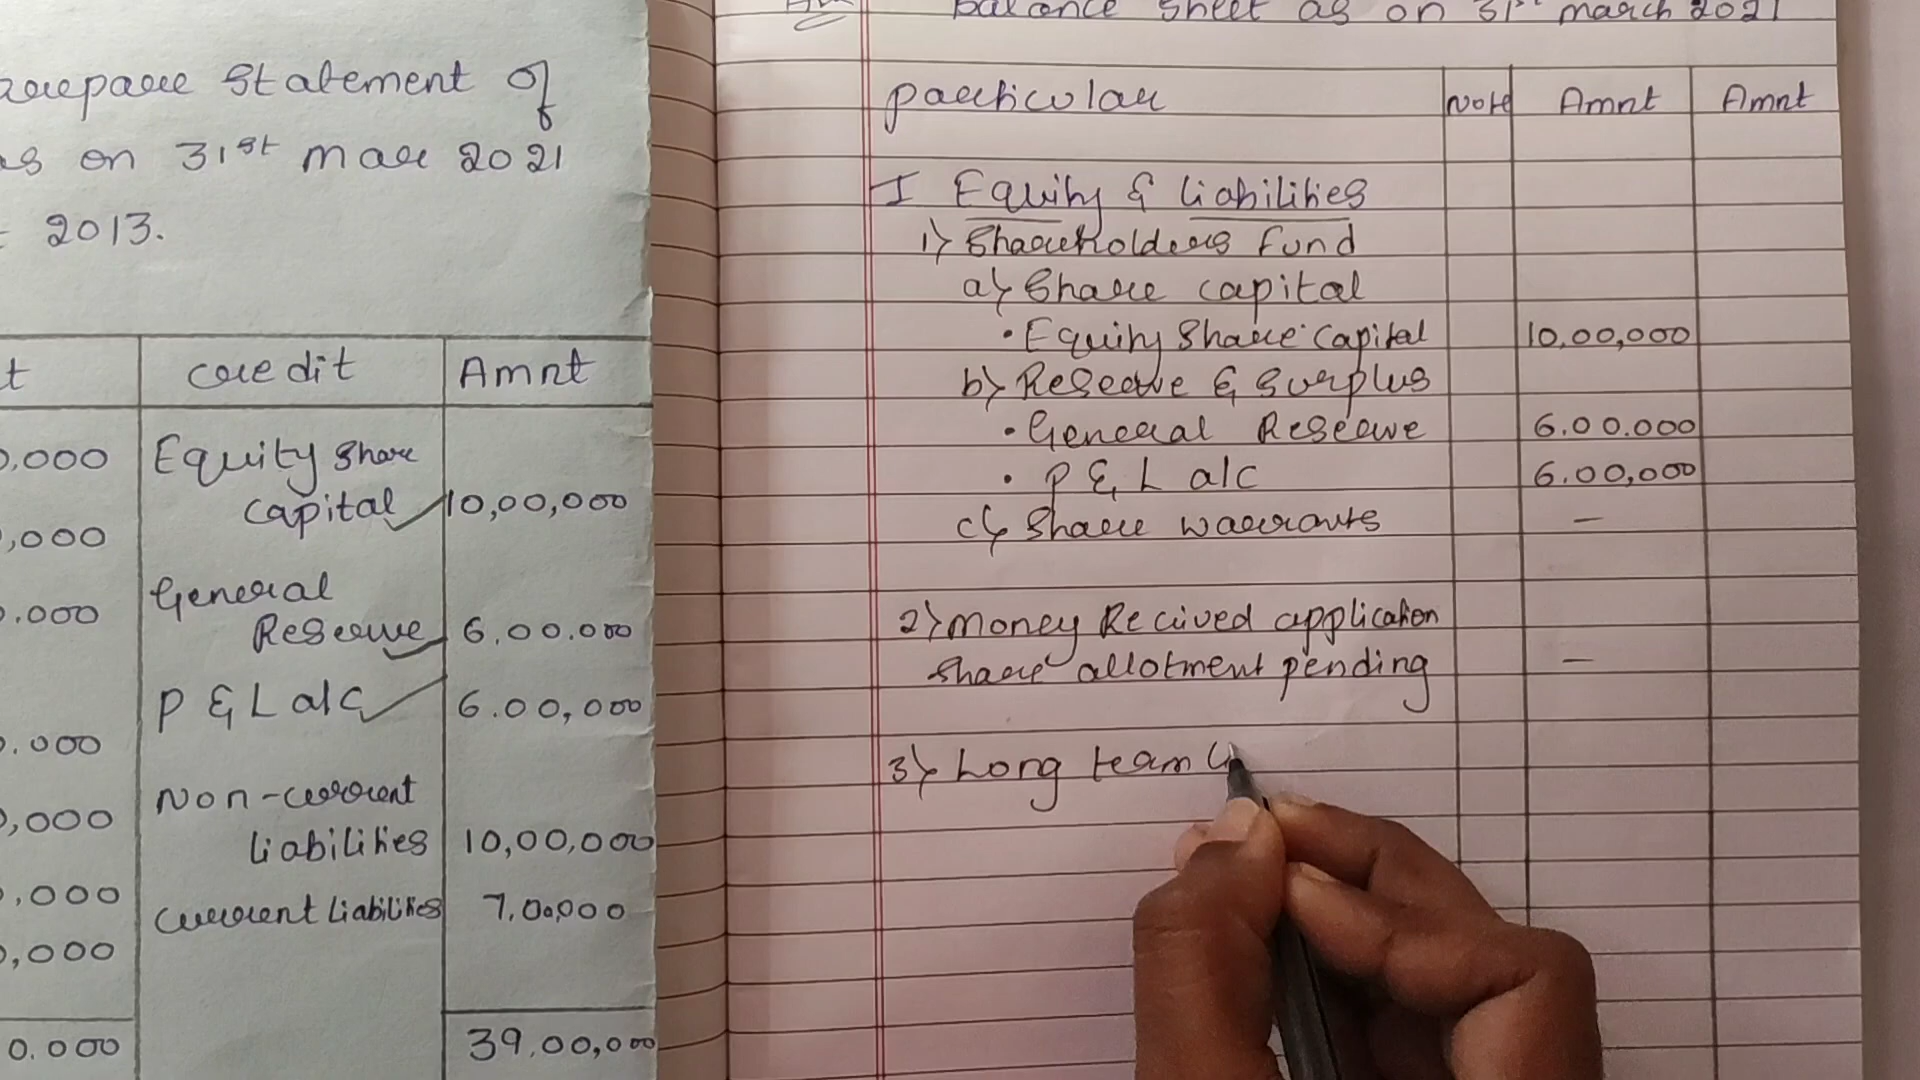 Statement of
on 31st Mar 2021
2013.
Credit Amnt
,000 Equity Share
Capital 10,00,000
,000
.000 General
Reserve 6.00.000
P & L a/c 6.00,000
.000
Non-current
,000 Liabilities 10,00,000
,000 Current Liabilities 7,00,000
,000
0.000 39.00,000
Balance Sheet as on 31st March 2021
Particular Note Amnt Amnt
I Equity & Liabilities
1) Shareholders Fund
a) Share Capital
• Equity Share Capital 10,00,000
b) Reserve & Surplus
• General Reserve 6.00.000
• P & L a/c 6.00,000
c) Share Warrants —
2) Money Recived application
Share allotment pending —
3) Long team